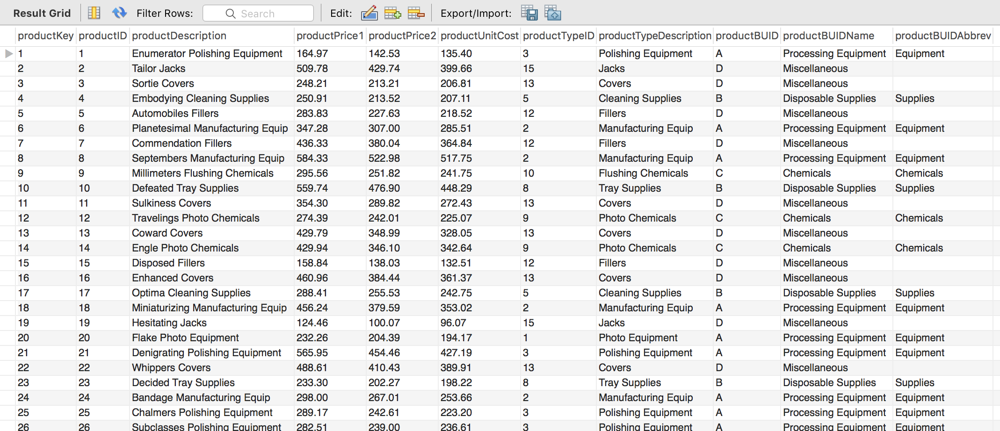 Result Grid Filter Rows: Search Edit: Export/Import:
productKey productID productDescription productPrice1 productPrice2 productUnitCost productTypeID productTypeDescription productBUID productBUIDName productBUIDAbbrev
1 1 Enumerator Polishing Equipment 164.97 142.53 135.40 3 Polishing Equipment A Processing Equipment Equipment
2 2 Tailor Jacks 509.78 429.74 399.66 15 Jacks D Miscellaneous
3 3 Sortie Covers 248.21 213.21 206.81 13 Covers D Miscellaneous
4 4 Embodying Cleaning Supplies 250.91 213.52 207.11 5 Cleaning Supplies B Disposable Supplies Supplies
5 5 Automobiles Fillers 283.83 227.63 218.52 12 Fillers D Miscellaneous
6 6 Planetesimal Manufacturing Equip 347.28 307.00 285.51 2 Manufacturing Equip A Processing Equipment Equipment
7 7 Commendation Fillers 436.33 380.04 364.84 12 Fillers D Miscellaneous
8 8 Septembers Manufacturing Equip 584.33 522.98 517.75 2 Manufacturing Equip A Processing Equipment Equipment
9 9 Millimeters Flushing Chemicals 295.56 251.82 241.75 10 Flushing Chemicals C Chemicals Chemicals
10 10 Defeated Tray Supplies 559.74 476.90 448.29 8 Tray Supplies B Disposable Supplies Supplies
11 11 Sulkiness Covers 354.30 289.82 272.43 13 Covers D Miscellaneous
12 12 Travelings Photo Chemicals 274.39 242.01 225.07 9 Photo Chemicals C Chemicals Chemicals
13 13 Coward Covers 429.79 348.99 328.05 13 Covers D Miscellaneous
14 14 Engle Photo Chemicals 429.94 346.10 342.64 9 Photo Chemicals C Chemicals Chemicals
15 15 Disposed Fillers 158.84 138.03 132.51 12 Fillers D Miscellaneous
16 16 Enhanced Covers 460.96 384.44 361.37 13 Covers D Miscellaneous
17 17 Optima Cleaning Supplies 288.41 255.53 242.75 5 Cleaning Supplies B Disposable Supplies Supplies
18 18 Miniaturizing Manufacturing Equip 456.24 379.59 353.02 2 Manufacturing Equip A Processing Equipment Equipment
19 19 Hesitating Jacks 124.46 100.07 96.07 15 Jacks D Miscellaneous
20 20 Flake Photo Equipment 232.26 204.39 194.17 1 Photo Equipment A Processing Equipment Equipment
21 21 Denigrating Polishing Equipment 565.95 454.46 427.19 3 Polishing Equipment A Processing Equipment Equipment
22 22 Whippers Covers 488.61 410.43 389.91 13 Covers D Miscellaneous
23 23 Decided Tray Supplies 233.30 202.27 198.22 8 Tray Supplies B Disposable Supplies Supplies
24 24 Bandage Manufacturing Equip 298.00 267.01 253.66 2 Manufacturing Equip A Processing Equipment Equipment
25 25 Chalmers Polishing Equipment 289.17 242.61 223.20 3 Polishing Equipment A Processing Equipment Equipment
26 26 Subclasses Polishing Equipment 282.51 239.00 236.61 3 Polishing Equipment A Processing Equipment Equipment